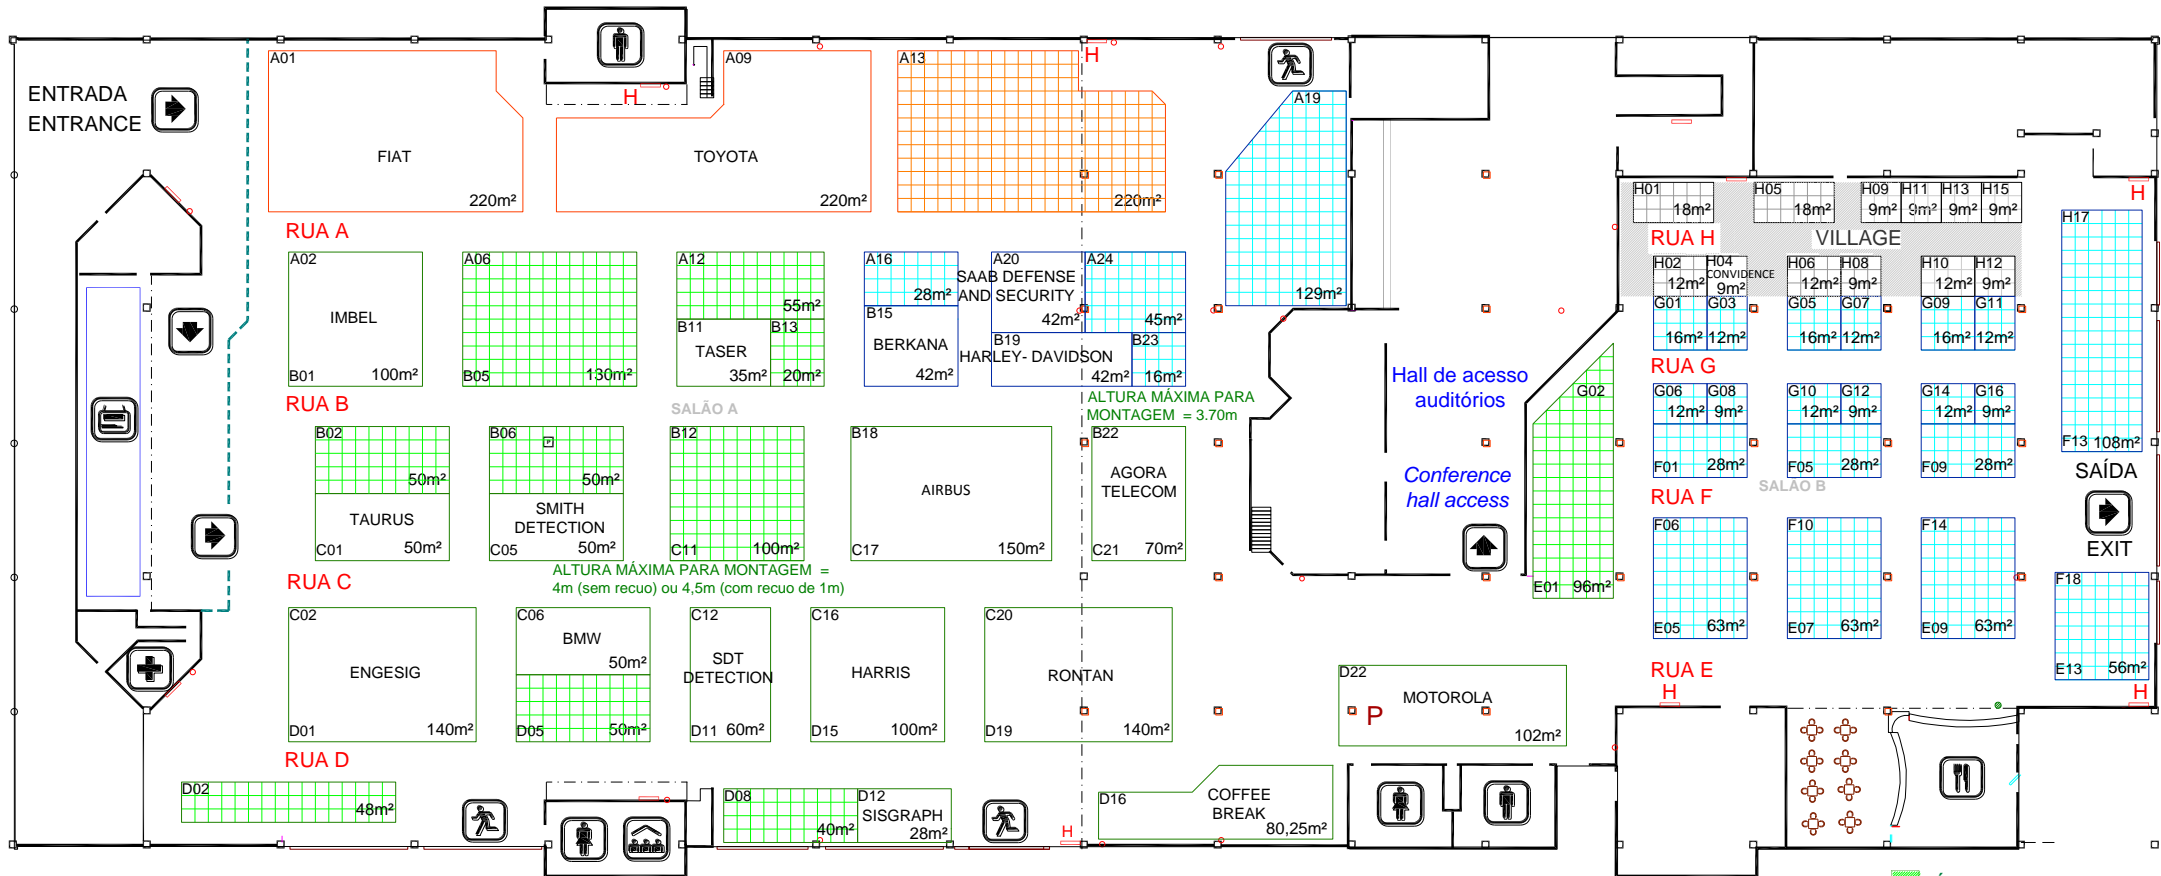 ENTRADA
ENTRANCE
A01
FIAT
220m²
H
A09
TOYOTA
220m²
A13
220m²
H
A19
129m²
RUA A
A02
IMBEL
B01
100m²
A06
B05
130m²
A12
55m²
B11
TASER
35m²
B13
20m²
A16
28m²
B15
BERKANA
42m²
A20
SAAB DEFENSE
AND SECURITY
42m²
A24
45m²
B19
HARLEY- DAVIDSON
42m²
B23
16m²
RUA B
SALÃO A
ALTURA MÁXIMA PARA
MONTAGEM = 3.70m
B02
50m²
TAURUS
C01
50m²
B06
P
50m²
SMITH
DETECTION
C05
50m²
B12
C11
100m²
B18
AIRBUS
C17
150m²
B22
AGORA
TELECOM
C21
70m²
RUA C
ALTURA MÁXIMA PARA MONTAGEM =
4m (sem recuo) ou 4,5m (com recuo de 1m)
C02
ENGESIG
D01
140m²
C06
BMW
50m²
D05
50m²
C12
SDT
DETECTION
D11
60m²
C16
HARRIS
D15
100m²
C20
RONTAN
D19
140m²
RUA D
D02
48m²
D08
40m²
D12
SISGRAPH
28m²
H
D16
COFFEE
BREAK
80,25m²
D22
MOTOROLA
P
102m²
Hall de acesso
auditórios
Conference
hall access
G02
E01
96m²
H01
18m²
H05
18m²
H09
9m²
H11
9m²
H13
9m²
H15
9m²
H
RUA H
VILLAGE
H02
12m²
H04
CONVIDENCE
9m²
H06
12m²
H08
9m²
H10
12m²
H12
9m²
G01
16m²
G03
12m²
G05
16m²
G07
12m²
G09
16m²
G11
12m²
H17
F13
108m²
RUA G
G06
12m²
G08
9m²
G10
12m²
G12
9m²
G14
12m²
G16
9m²
F01
28m²
F05
28m²
F09
28m²
SAÍDA
EXIT
RUA F
SALÃO B
F06
E05
63m²
F10
E07
63m²
F14
E09
63m²
F18
E13
56m²
RUA E
H
H